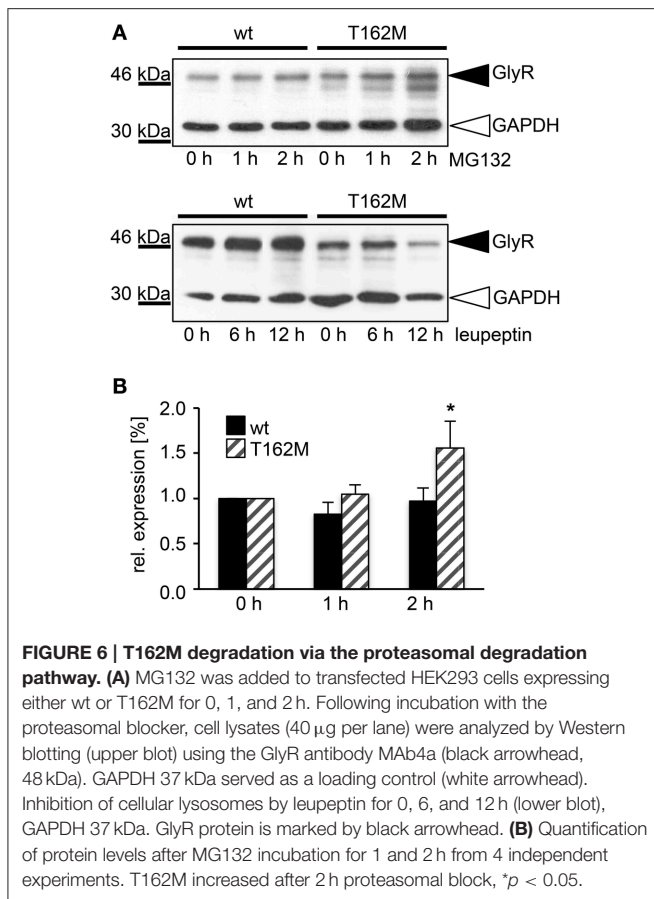 A
wt T162M
46 kDa GlyR
30 kDa GAPDH
0 h 1 h 2 h 0 h 1 h 2 h MG132
wt T162M
46 kDa GlyR
30 kDa GAPDH
0 h 6 h 12 h 0 h 6 h 12 h leupeptin
B
rel. expression [%]
2.0
1.5
1.0
0.5
0.0
wt
T162M
*
0 h 1 h 2 h
FIGURE 6 | T162M degradation via the proteasomal degradation
pathway. (A) MG132 was added to transfected HEK293 cells expressing
either wt or T162M for 0, 1, and 2 h. Following incubation with the
proteasomal blocker, cell lysates (40 μg per lane) were analyzed by Western
blotting (upper blot) using the GlyR antibody MAb4a (black arrowhead,
48 kDa). GAPDH 37 kDa served as a loading control (white arrowhead).
Inhibition of cellular lysosomes by leupeptin for 0, 6, and 12 h (lower blot),
GAPDH 37 kDa. GlyR protein is marked by black arrowhead. (B) Quantification
of protein levels after MG132 incubation for 1 and 2 h from 4 independent
experiments. T162M increased after 2 h proteasomal block, *p < 0.05.